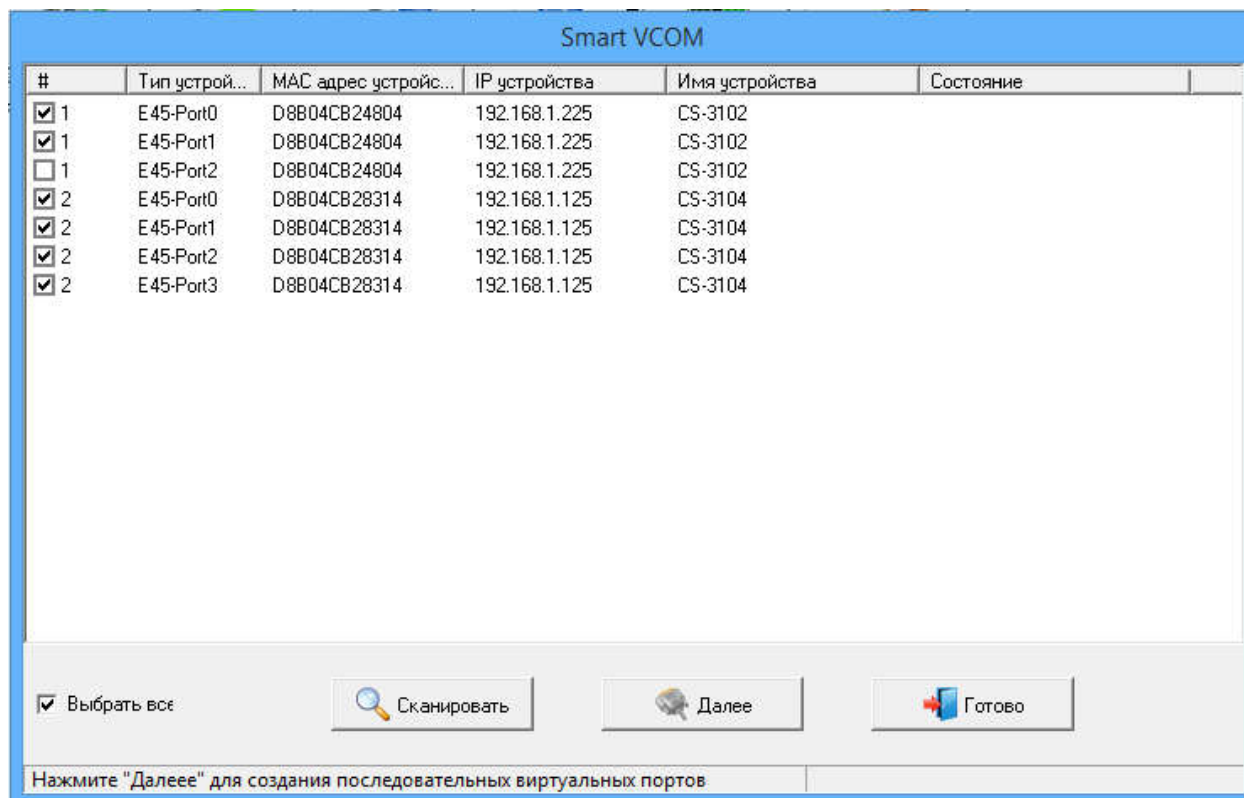 Smart VCOM
# Тип устрой... MAC адрес устройс... IP устройства Имя устройства Состояние
1 E45-Port0 D8B04CB24804 192.168.1.225 CS-3102
1 E45-Port1 D8B04CB24804 192.168.1.225 CS-3102
1 E45-Port2 D8B04CB24804 192.168.1.225 CS-3102
2 E45-Port0 D8B04CB28314 192.168.1.125 CS-3104
2 E45-Port1 D8B04CB28314 192.168.1.125 CS-3104
2 E45-Port2 D8B04CB28314 192.168.1.125 CS-3104
2 E45-Port3 D8B04CB28314 192.168.1.125 CS-3104
Выбрать все Сканировать Далее Готово
Нажмите "Далеее" для создания последовательных виртуальных портов